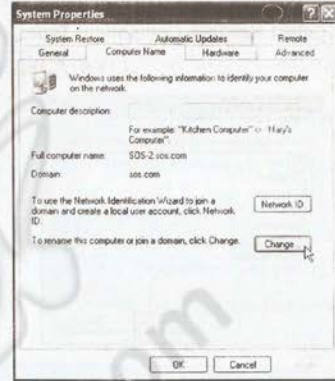 System Properties
System Restore Automatic Updates Remote
General Computer Name Hardware Advanced
Windows uses the following information to identify your computer
on the network.
Computer description:
For example: "Kitchen Computer" or "Mary's
Computer".
Full computer name: SOS-2.sos.com
Domain: sos.com
To use the Network Identification Wizard to join a
domain and create a local user account, click Network
ID.
Network ID
To rename this computer or join a domain, click Change.
Change...
OK Cancel